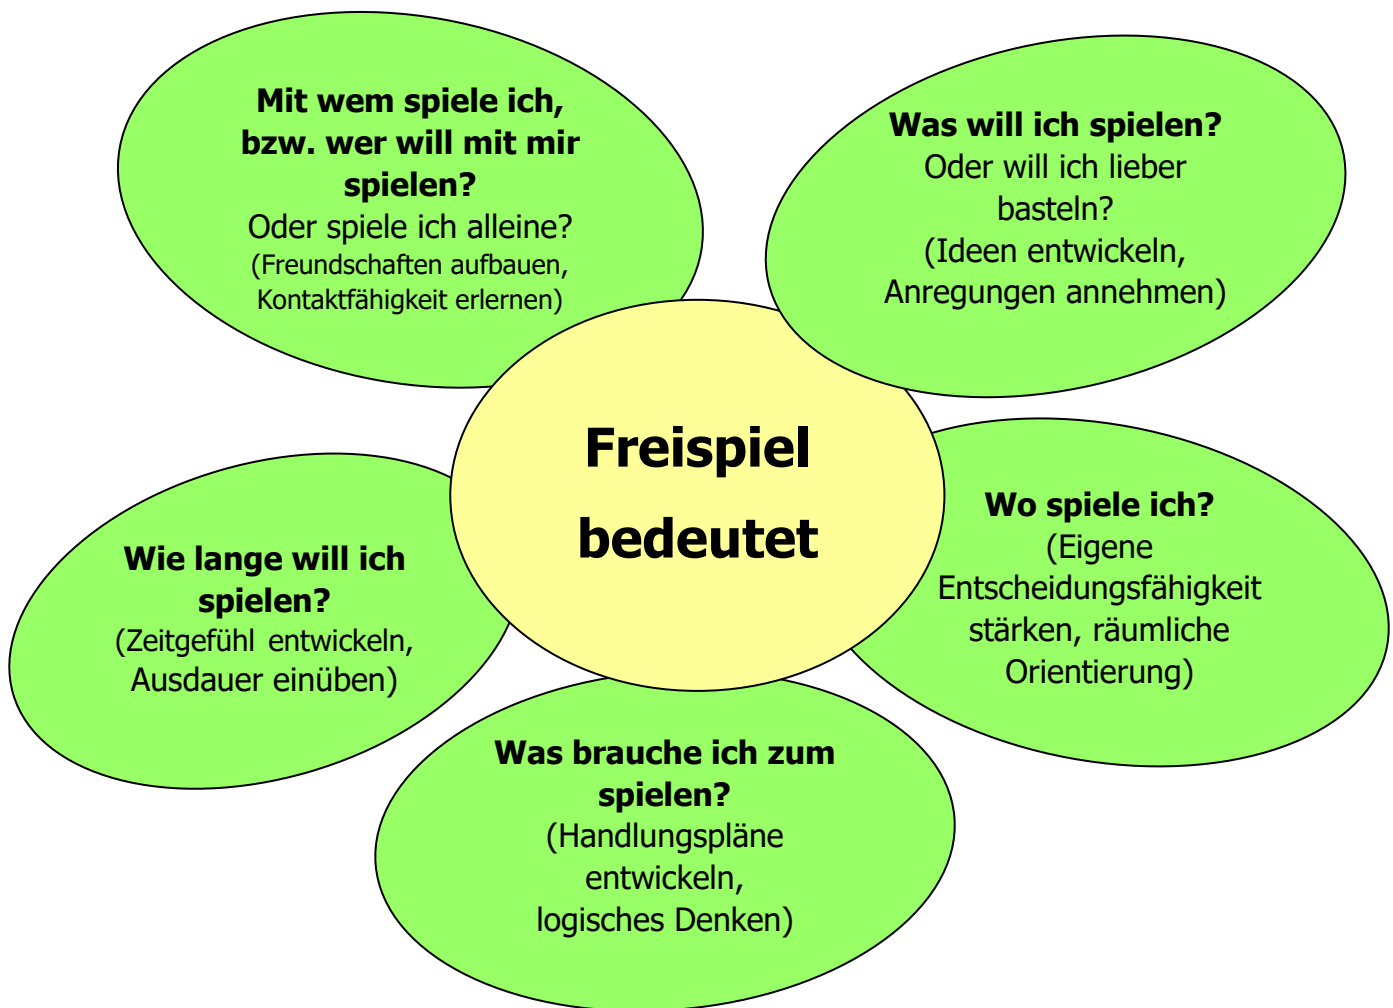 Mit wem spiele ich,
bzw. wer will mit mir
spielen?
Oder spiele ich alleine?
(Freundschaften aufbauen,
Kontaktfähigkeit erlernen)
Was will ich spielen?
Oder will ich lieber
basteln?
(Ideen entwickeln,
Anregungen annehmen)
Freispiel
bedeutet
Wo spiele ich?
(Eigene
Entscheidungsfähigkeit
stärken, räumliche
Orientierung)
Wie lange will ich
spielen?
(Zeitgefühl entwickeln,
Ausdauer einüben)
Was brauche ich zum
spielen?
(Handlungspläne
entwickeln,
logisches Denken)